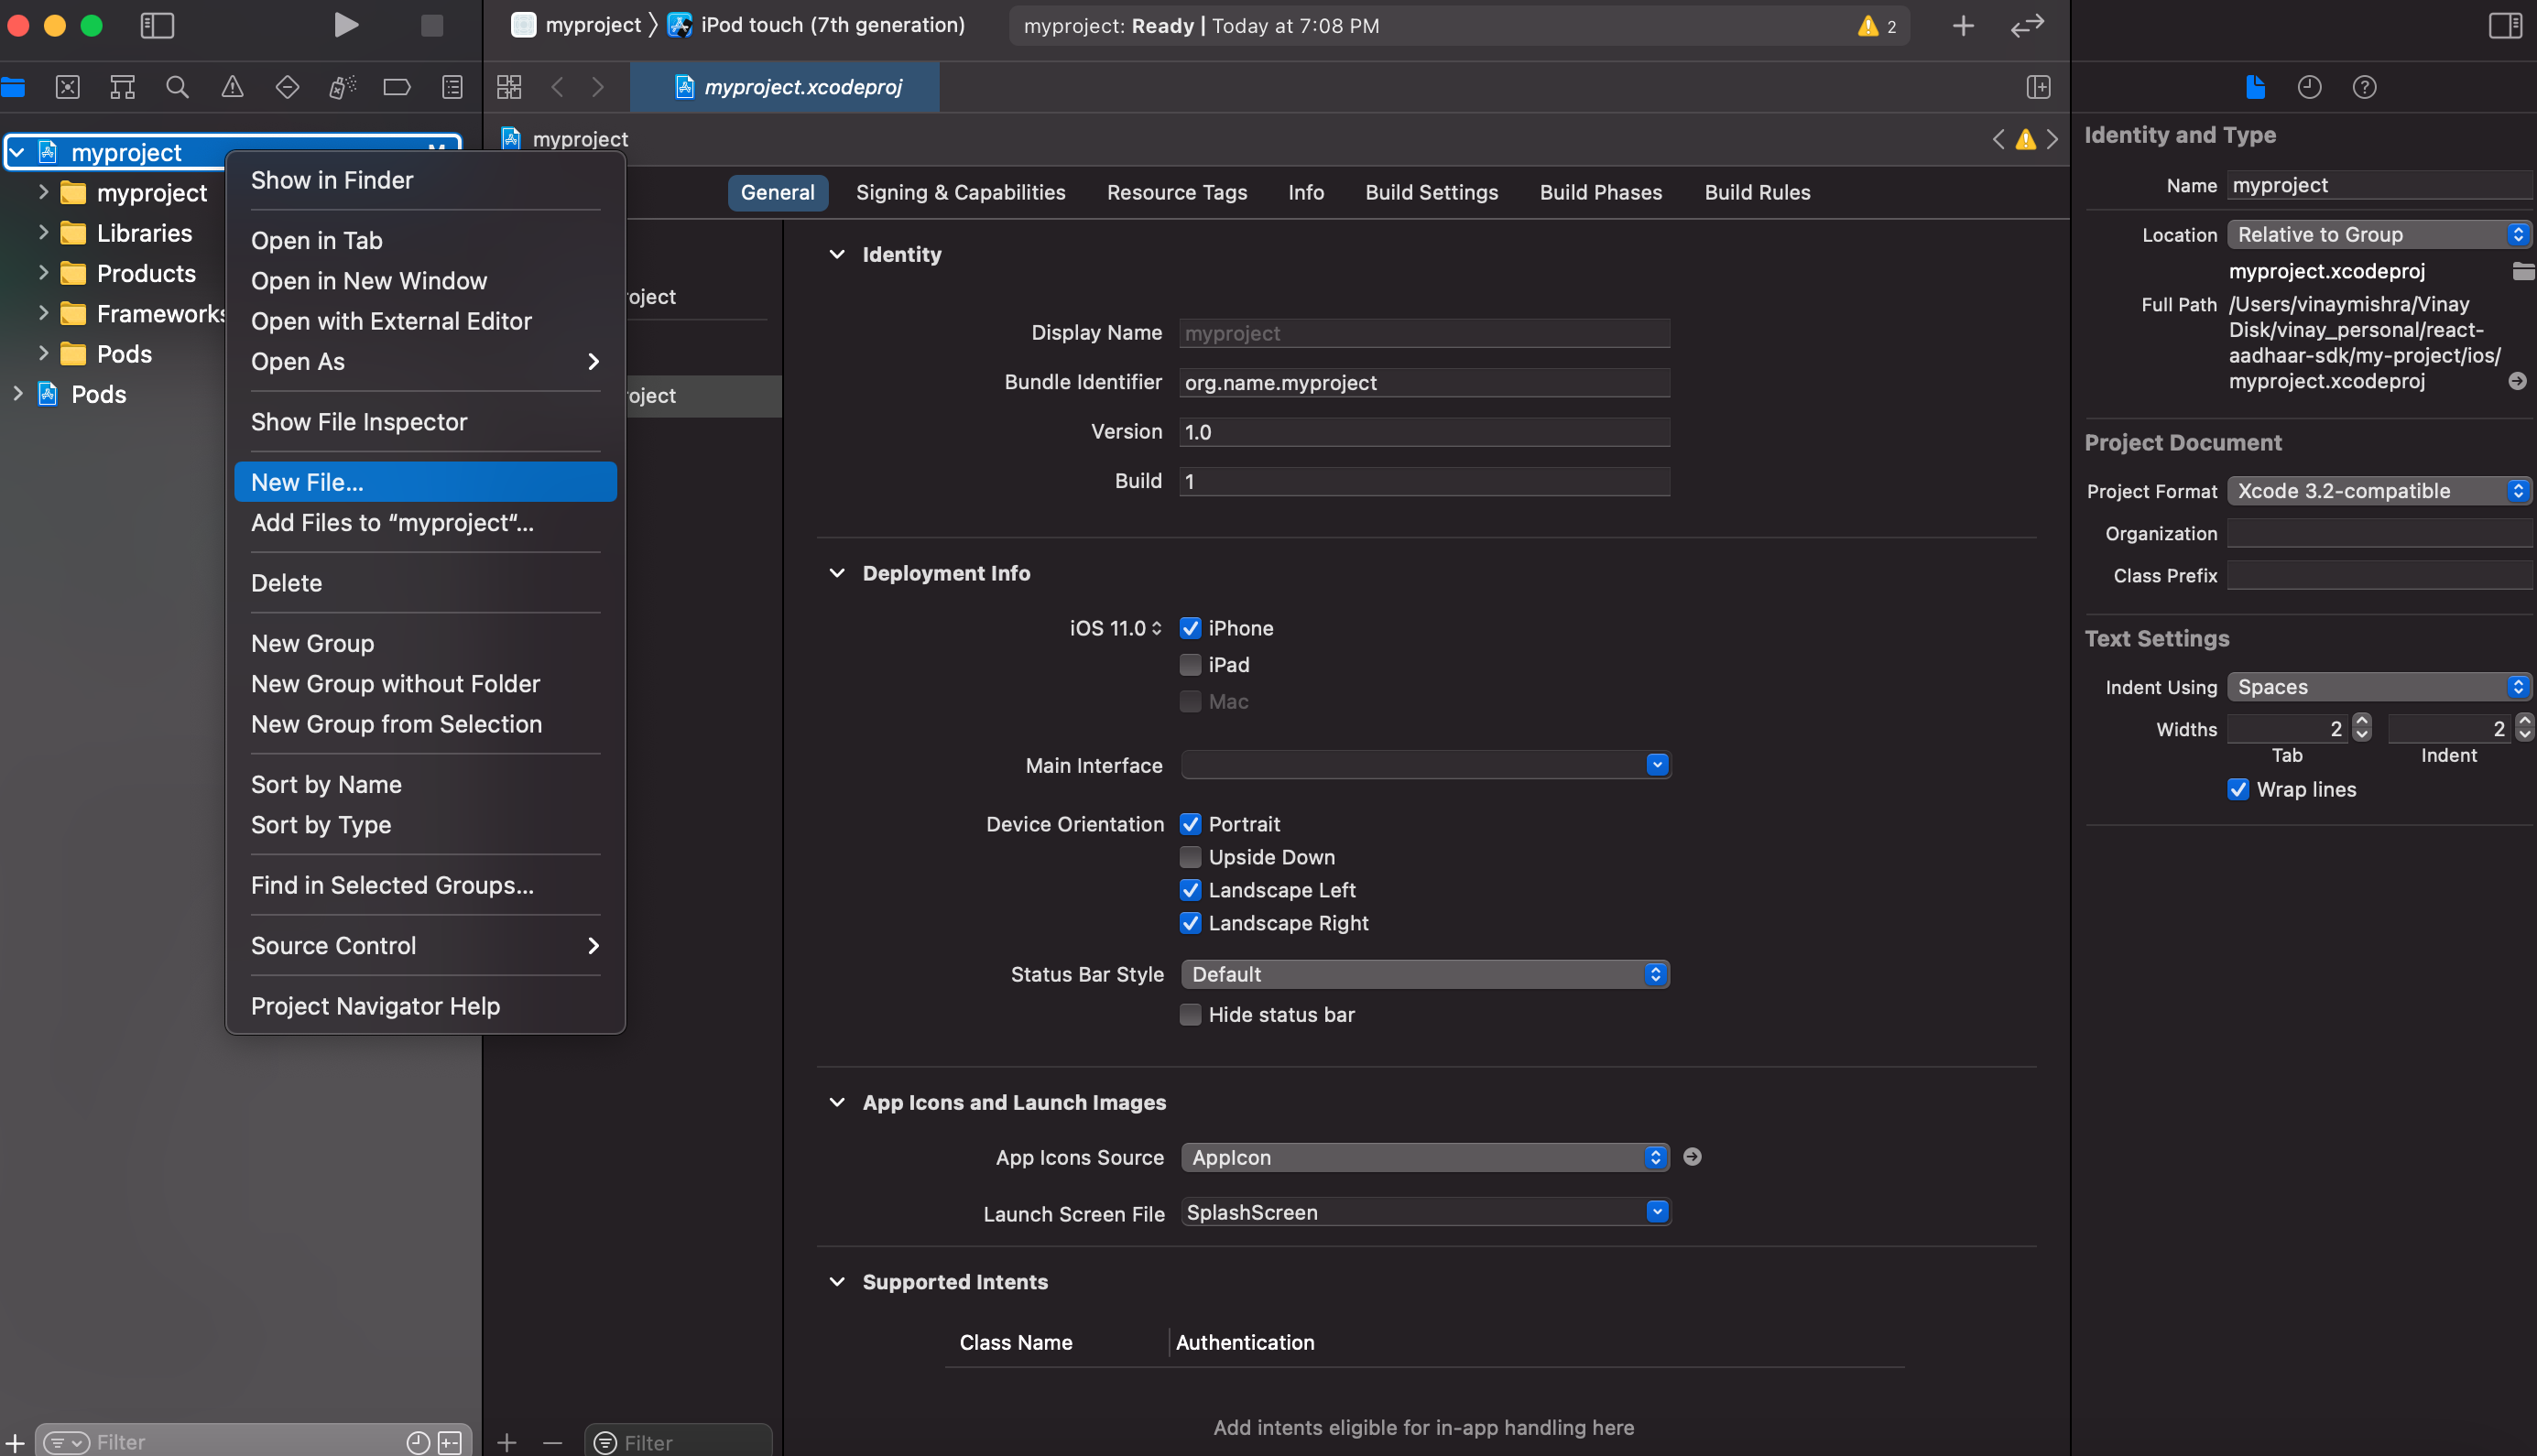 myproject 〉 iPod touch (7th generation)
myproject: Ready | Today at 7:08 PM
2
myproject.xcodeproj
myproject
myproject
Libraries
Products
Frameworks
Pods
Pods
Filter
Show in Finder
Open in Tab
Open in New Window
Open with External Editor
Open As
Show File Inspector
New File...
Add Files to “myproject“...
Delete
New Group
New Group without Folder
New Group from Selection
Sort by Name
Sort by Type
Find in Selected Groups...
Source Control
Project Navigator Help
myproject
General Signing & Capabilities Resource Tags Info Build Settings Build Phases Build Rules
oject
oject
Filter
Identity
Display Name myproject
Bundle Identifier org.name.myproject
Version 1.0
Build 1
Deployment Info
iOS 11.0 iPhone
iPad
Mac
Main Interface
Device Orientation Portrait
Upside Down
Landscape Left
Landscape Right
Status Bar Style Default
Hide status bar
App Icons and Launch Images
App Icons Source AppIcon
Launch Screen File SplashScreen
Supported Intents
Class Name Authentication
Add intents eligible for in-app handling here
Identity and Type
Name myproject
Location Relative to Group
myproject.xcodeproj
Full Path /Users/vinaymishra/Vinay
Disk/vinay_personal/react-
aadhaar-sdk/my-project/ios/
myproject.xcodeproj
Project Document
Project Format Xcode 3.2-compatible
Organization
Class Prefix
Text Settings
Indent Using Spaces
Widths 2 2
Tab Indent
Wrap lines